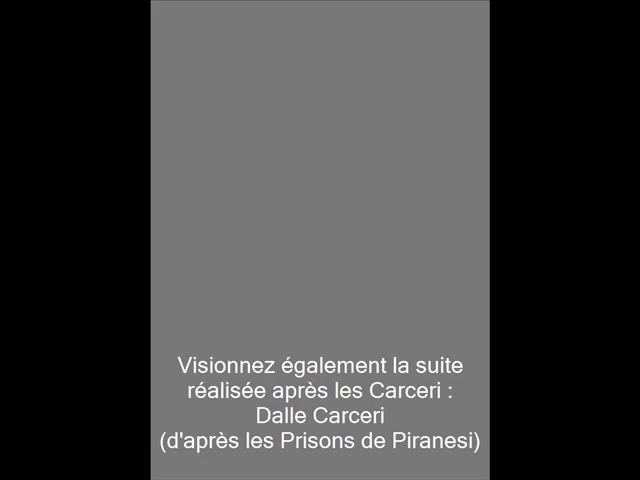 Visionnez également la suite
réalisée après les Carceri :
Dalle Carceri
(d'après les Prisons de Piranesi)